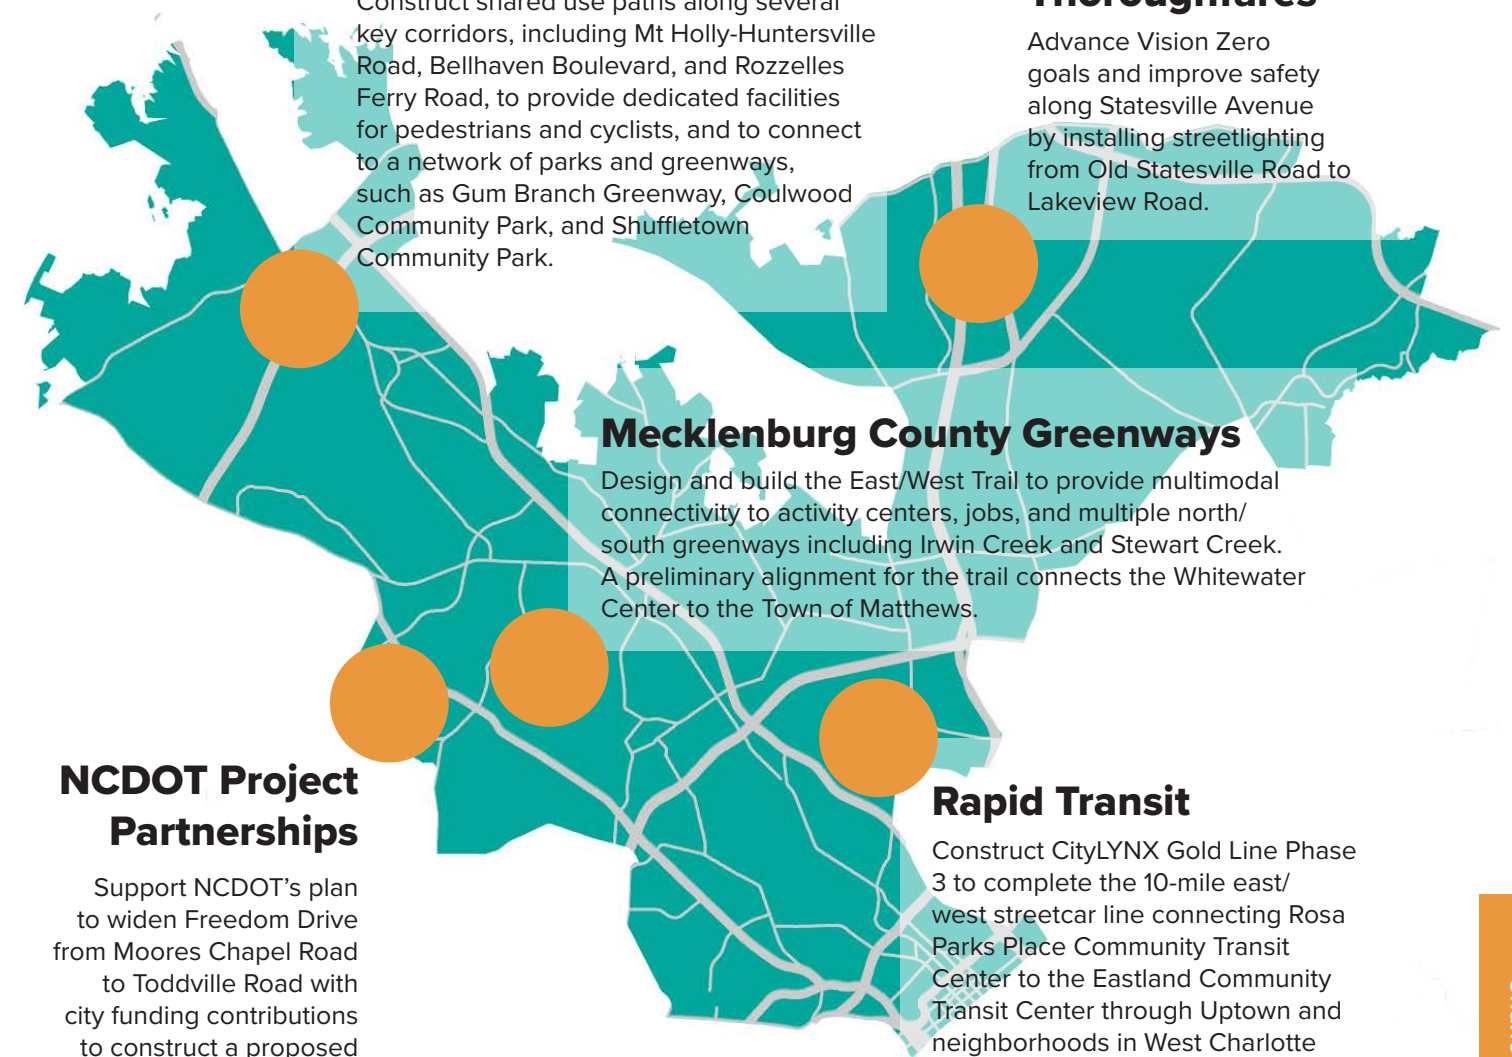 Construct shared use paths along several
key corridors, including Mt Holly-Huntersville
Road, Bellhaven Boulevard, and Rozzelles
Ferry Road, to provide dedicated facilities
for pedestrians and cyclists, and to connect
to a network of parks and greenways,
such as Gum Branch Greenway, Coulwood
Community Park, and Shuffletown
Community Park.
Thoroughfares
Advance Vision Zero
goals and improve safety
along Statesville Avenue
by installing streetlighting
from Old Statesville Road to
Lakeview Road.
Mecklenburg County Greenways
Design and build the East/West Trail to provide multimodal
connectivity to activity centers, jobs, and multiple north/
south greenways including Irwin Creek and Stewart Creek.
A preliminary alignment for the trail connects the Whitewater
Center to the Town of Matthews.
NCDOT Project
Partnerships
Support NCDOT's plan
to widen Freedom Drive
from Moores Chapel Road
to Toddville Road with
city funding contributions
to construct a proposed
Rapid Transit
Construct CityLYNX Gold Line Phase
3 to complete the 10-mile east/
west streetcar line connecting Rosa
Parks Place Community Transit
Center to the Eastland Community
Transit Center through Uptown and
neighborhoods in West Charlotte